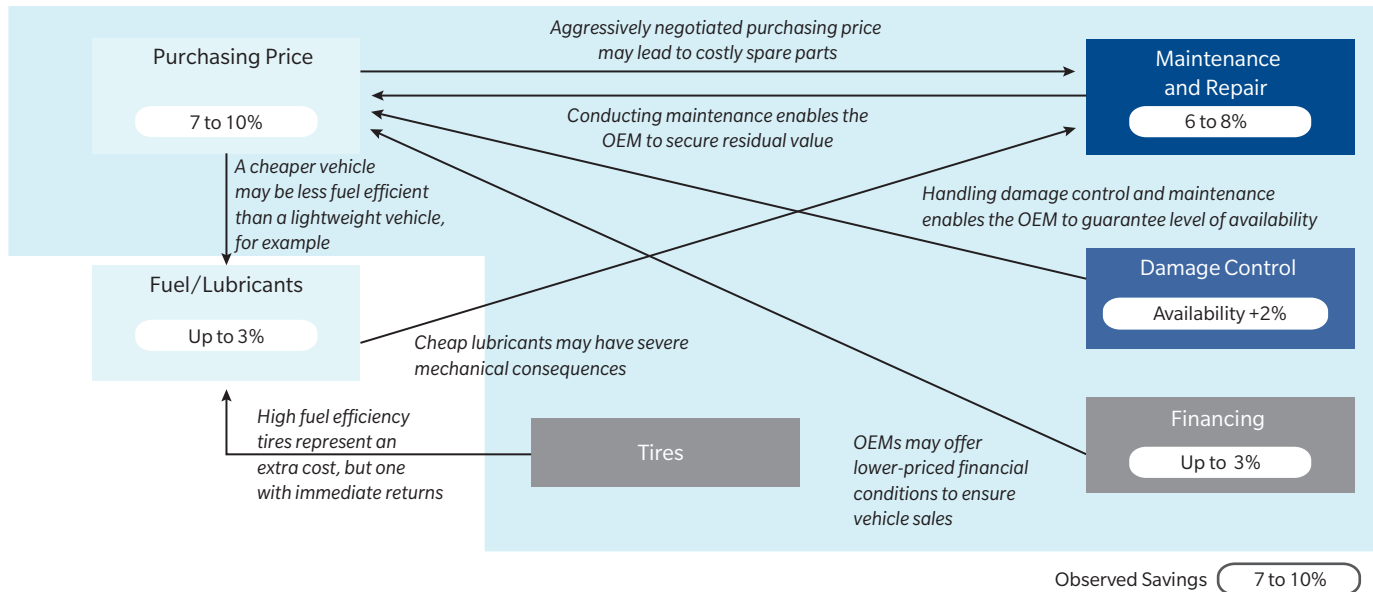 Aggressively negotiated purchasing price
may lead to costly spare parts
Purchasing Price
7 to 10%
Maintenance
and Repair
6 to 8%
Conducting maintenance enables the
OEM to secure residual value
A cheaper vehicle
may be less fuel efficient
than a lightweight vehicle,
for example
Handling damage control and maintenance
enables the OEM to guarantee level of availability
Fuel/Lubricants
Up to 3%
Damage Control
Availability +2%
Cheap lubricants may have severe
mechanical consequences
High fuel efficiency
tires represent an
extra cost, but one
with immediate returns
Tires
OEMs may offer
lower-priced financial
conditions to ensure
vehicle sales
Financing
Up to 3%
Observed Savings 7 to 10%